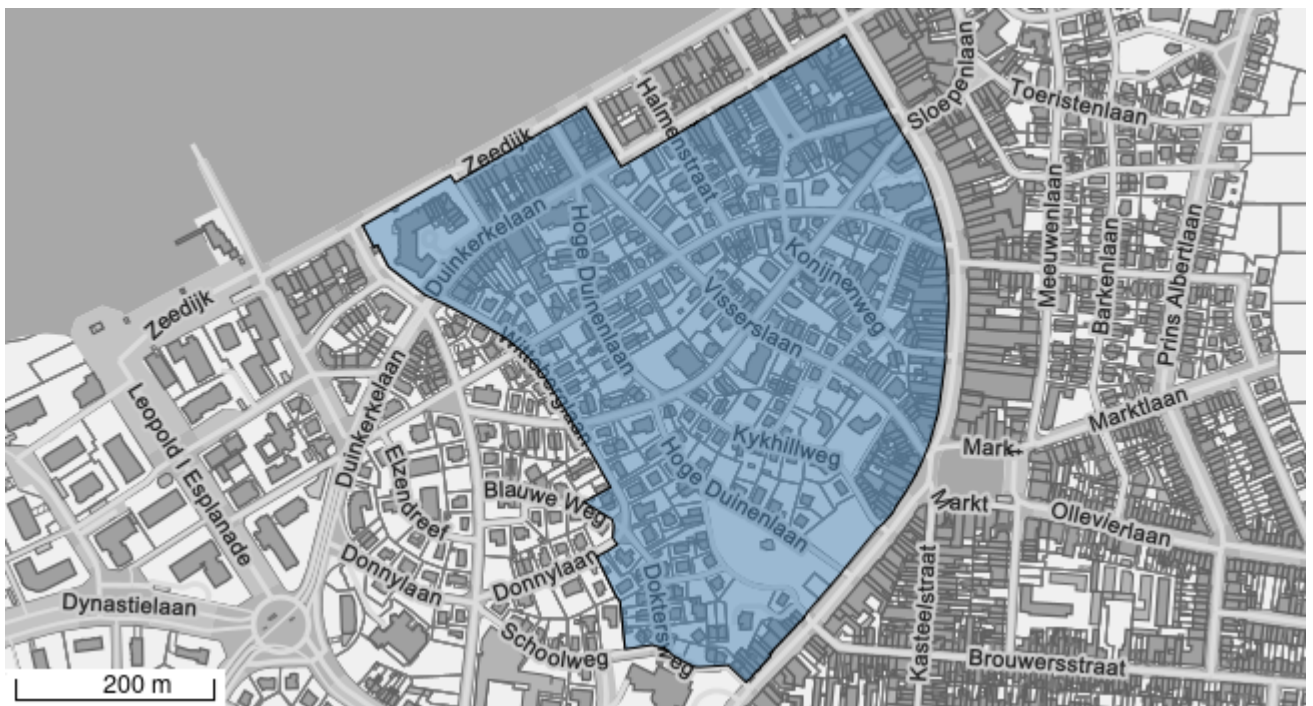 Zeedijk
Halmenstraat
Sloepenlaan
Toeristenlaan
Duinkerkelaan
Hoge Duinenlaan
Konijnenweg
Visserslaan
Meeuwenlaan
Barkenlaan
Prins Albertlaan
Zeedijk
Leopold I Esplanade
Duinkerkelaan
Wittebergelaan
Marktlaan
Elzendreef
Kykhillweg
Markt
Hoge Duinenlaan
Blauwe Weg
Markt
Ollevierlaan
Donnylaan
Donnylaan
Doktersweg
Kasteelstraat
Dynastielaan
Schoolweg
Brouwersstraat
200 m